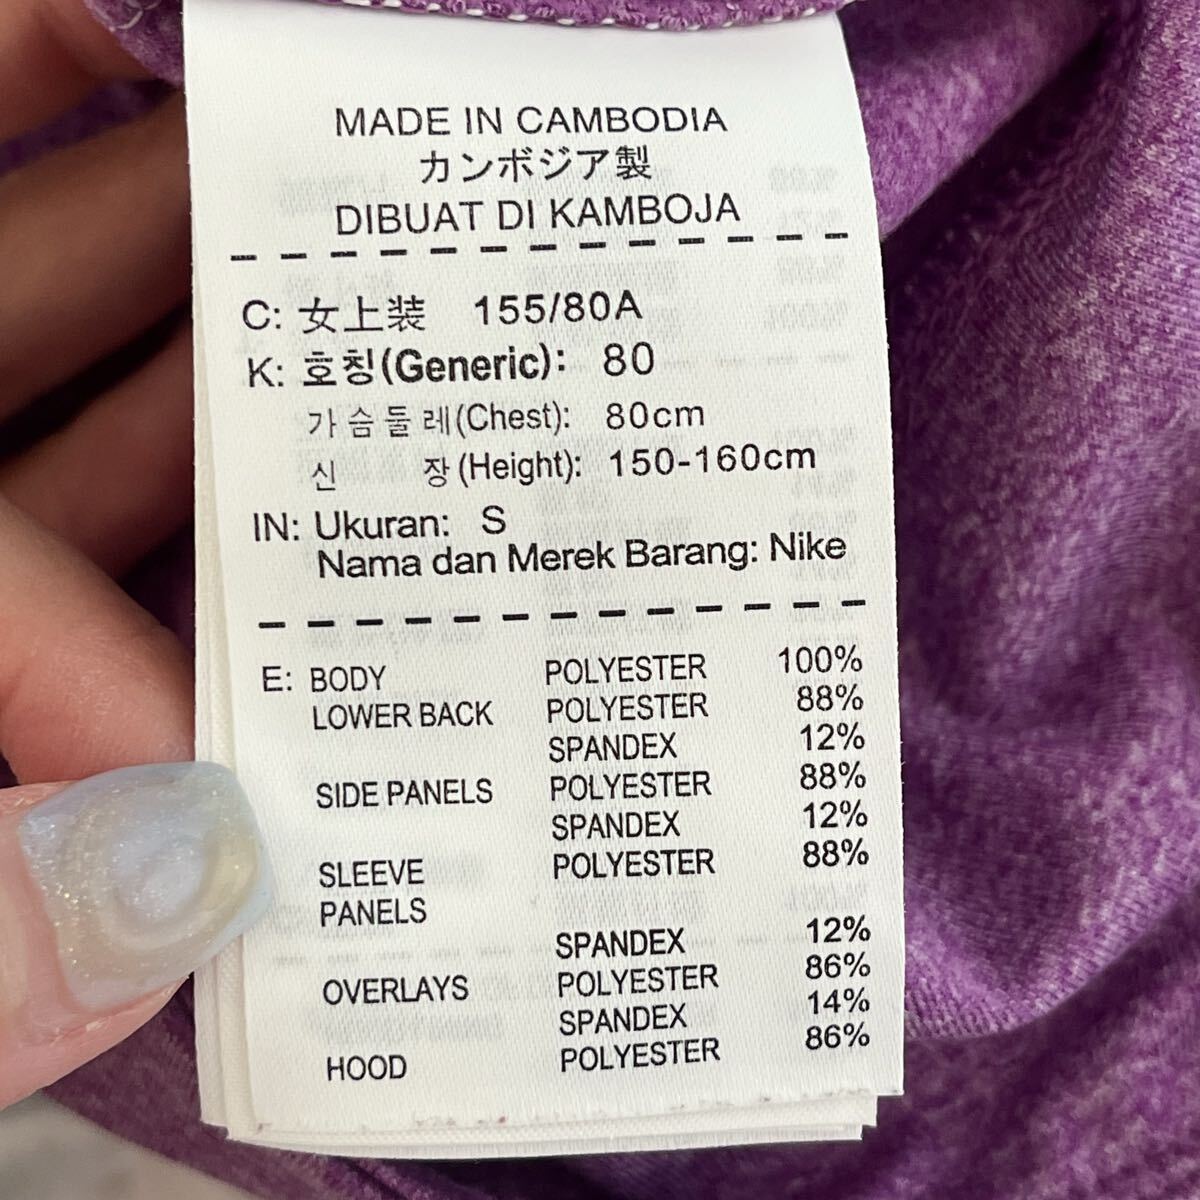 MADE IN CAMBODIA
カンボジア製
DIBUAT DI KAMBOJA
C: 女上装 155/80A
K: 호칭(Generic): 80
가슴둘레(Chest): 80cm
신 장(Height): 150-160cm
IN: Ukuran: S
Nama dan Merek Barang: Nike
E: BODY POLYESTER 100%
LOWER BACK POLYESTER 88%
SPANDEX 12%
SIDE PANELS POLYESTER 88%
SPANDEX 12%
SLEEVE POLYESTER 88%
PANELS
SPANDEX 12%
OVERLAYS POLYESTER 86%
SPANDEX 14%
HOOD POLYESTER 86%